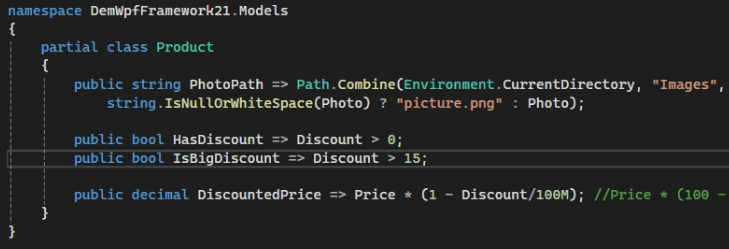 namespace DemWpfFramework21.Models
{
partial class Product
{
public string PhotoPath => Path.Combine(Environment.CurrentDirectory, "Images",
string.IsNullOrWhiteSpace(Photo) ? "picture.png" : Photo);
public bool HasDiscount => Discount > 0;
public bool IsBigDiscount => Discount > 15;
public decimal DiscountedPrice => Price * (1 - Discount/100M); //Price * (100 -
}
}